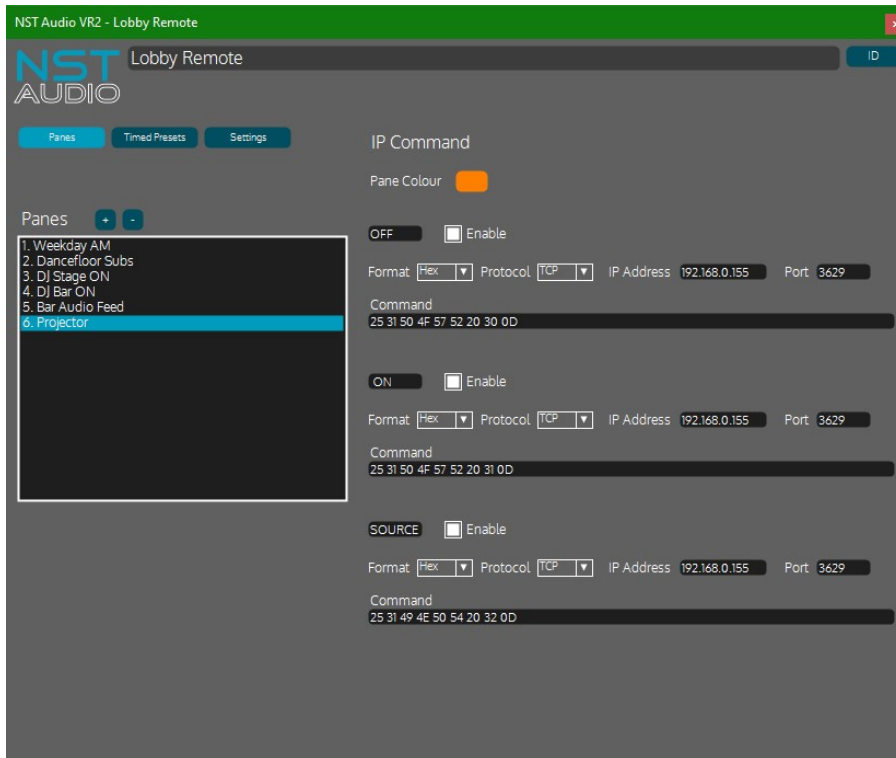 NST Audio VR2 - Lobby Remote
x
NST
AUDIO
Lobby Remote
ID
Panes
Timed Presets
Settings
IP Command
Pane Colour
Panes
+
-
1. Weekday AM
2. Dancefloor Subs
3. DJ Stage ON
4. DJ Bar ON
5. Bar Audio Feed
6. Projector
OFF Enable
Format Hex Protocol TCP IP Address 192.168.0.155 Port 3629
Command
25 31 50 4F 57 52 20 30 0D
ON Enable
Format Hex Protocol TCP IP Address 192.168.0.155 Port 3629
Command
25 31 50 4F 57 52 20 31 0D
SOURCE Enable
Format Hex Protocol TCP IP Address 192.168.0.155 Port 3629
Command
25 31 49 4E 50 54 20 32 0D